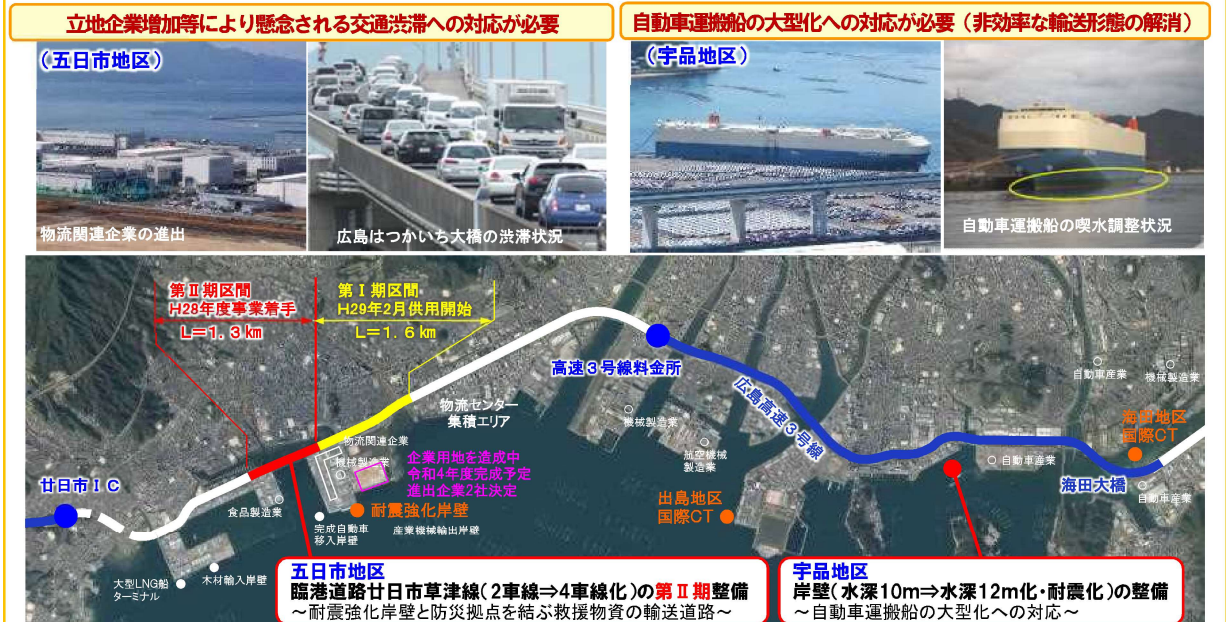 立地企業増加等により懸念される交通渋滞への対応が必要
自動車運搬船の大型化への対応が必要（非効率な輸送形態の解消）
（五日市地区）
物流関連企業の進出
広島はつかいち大橋の渋滞状況
（宇品地区）
自動車運搬船の喫水調整状況
第Ⅱ期区間
H28年度事業着手
L＝1．3㎞
第Ⅰ期区間
H29年2月供用開始
L＝1．6㎞
高速3号線料金所
広島高速3号線
物流センター
集積エリア
機械製造業
航空機械
製造業
自動車産業
機械製造業
海田地区
国際CT
自動車産業
海田大橋
自動車産業
物流関連企業
機械製造業
企業用地を造成中
令和4年度完成予定
進出企業2社決定
出島地区
国際CT
廿日市IC
食品製造業
耐震強化岸壁
完成自動車
移入岸壁
産業機械輸出岸壁
大型LNG船
ターミナル
木材輸入岸壁
五日市地区
臨港道路廿日市草津線（2車線⇒4車線化）の第Ⅱ期整備
～耐震強化岸壁と防災拠点を結ぶ救援物資の輸送道路～
宇品地区
岸壁（水深10m⇒水深12m化・耐震化）の整備
～自動車運搬船の大型化への対応～